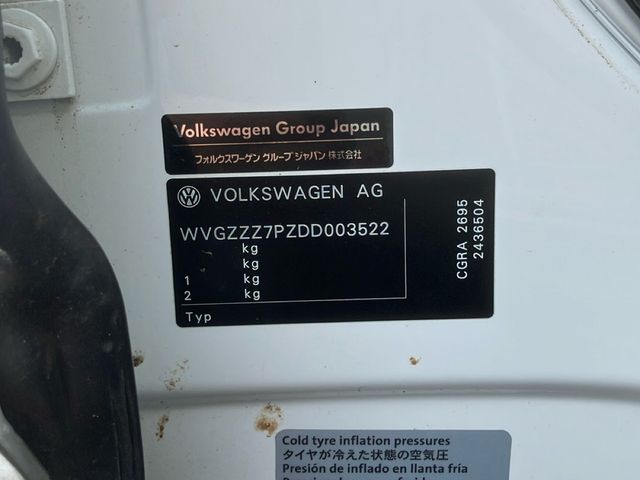 Volkswagen Group Japan
フォルクスワーゲン グループ ジャパン 株式会社
VOLKSWAGEN AG
WVGZZZ7PZDD003522
kg
kg
1 kg
2 kg
Typ
CGRA 2695
2436504
Cold tyre inflation pressures
タイヤが冷えた状態の空気圧
Presión de inflado en llanta fría